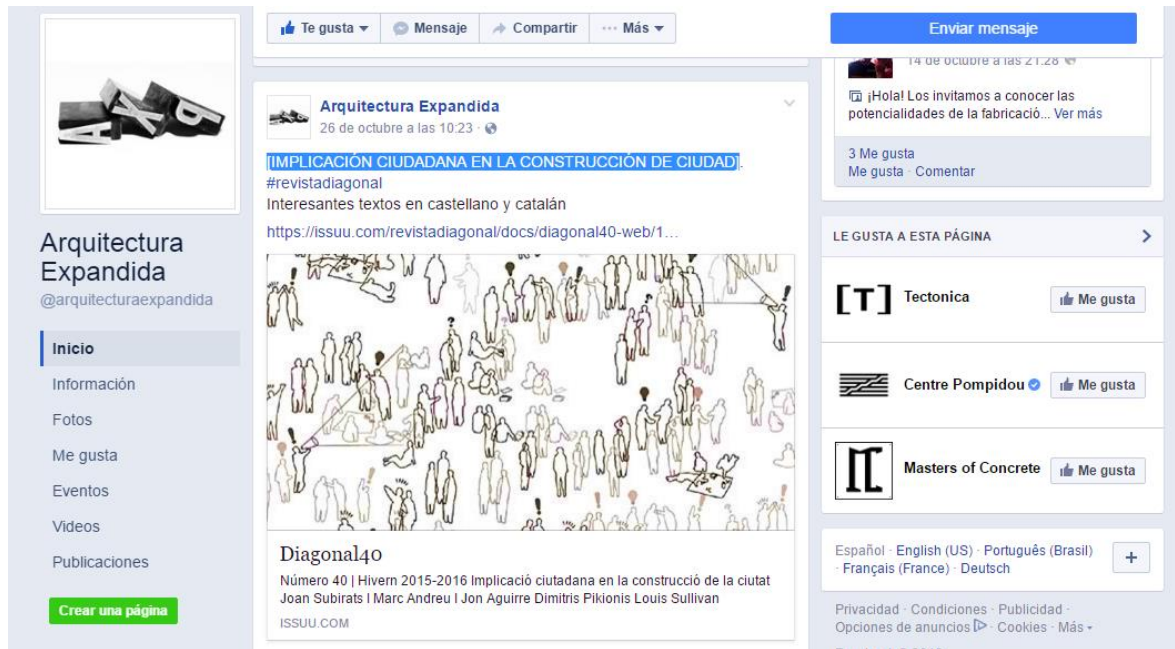 Te gusta Mensaje Compartir ··· Más
Enviar mensaje
AXP
Arquitectura
Expandida
@arquitecturaexpandida
Inicio
Información
Fotos
Me gusta
Eventos
Videos
Publicaciones
Crear una página
Arquitectura Expandida
26 de octubre a las 10:23 ·
[IMPLICACIÓN CIUDADANA EN LA CONSTRUCCIÓN DE CIUDAD].
#revistadiagonal
Interesantes textos en castellano y catalán
https://issuu.com/revistadiagonal/docs/diagonal40-web/1...
Diagonal40
Número 40 | Hivern 2015-2016 Implicació ciutadana en la construcció de la ciutat
Joan Subirats I Marc Andreu I Jon Aguirre Dimitris Pikionis Louis Sullivan
ISSUU.COM
14 de octubre a las 21:28
¡Hola! Los invitamos a conocer las
potencialidades de la fabricació... Ver más
3 Me gusta
Me gusta · Comentar
LE GUSTA A ESTA PÁGINA
[T] Tectonica Me gusta
Centre Pompidou Me gusta
Masters of Concrete Me gusta
Español · English (US) · Português (Brasil)
· Français (France) · Deutsch
+
Privacidad · Condiciones · Publicidad ·
Opciones de anuncios · Cookies · Más